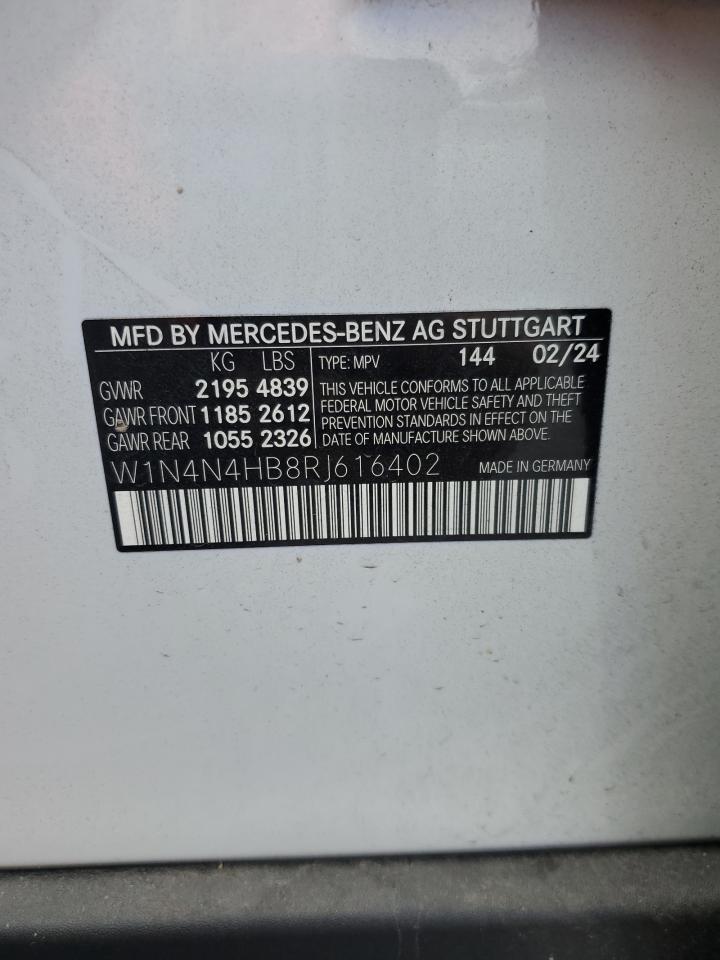 MFD BY MERCEDES-BENZ AG STUTTGART
KG LBS TYPE: MPV 144 02/24
GVWR 2195 4839 THIS VEHICLE CONFORMS TO ALL APPLICABLE
GAWR FRONT 1185 2612 FEDERAL MOTOR VEHICLE SAFETY AND THEFT
PREVENTION STANDARDS IN EFFECT ON THE
GAWR REAR 1055 2326 DATE OF MANUFACTURE SHOWN ABOVE.
W1N4N4HB8RJ616402 MADE IN GERMANY